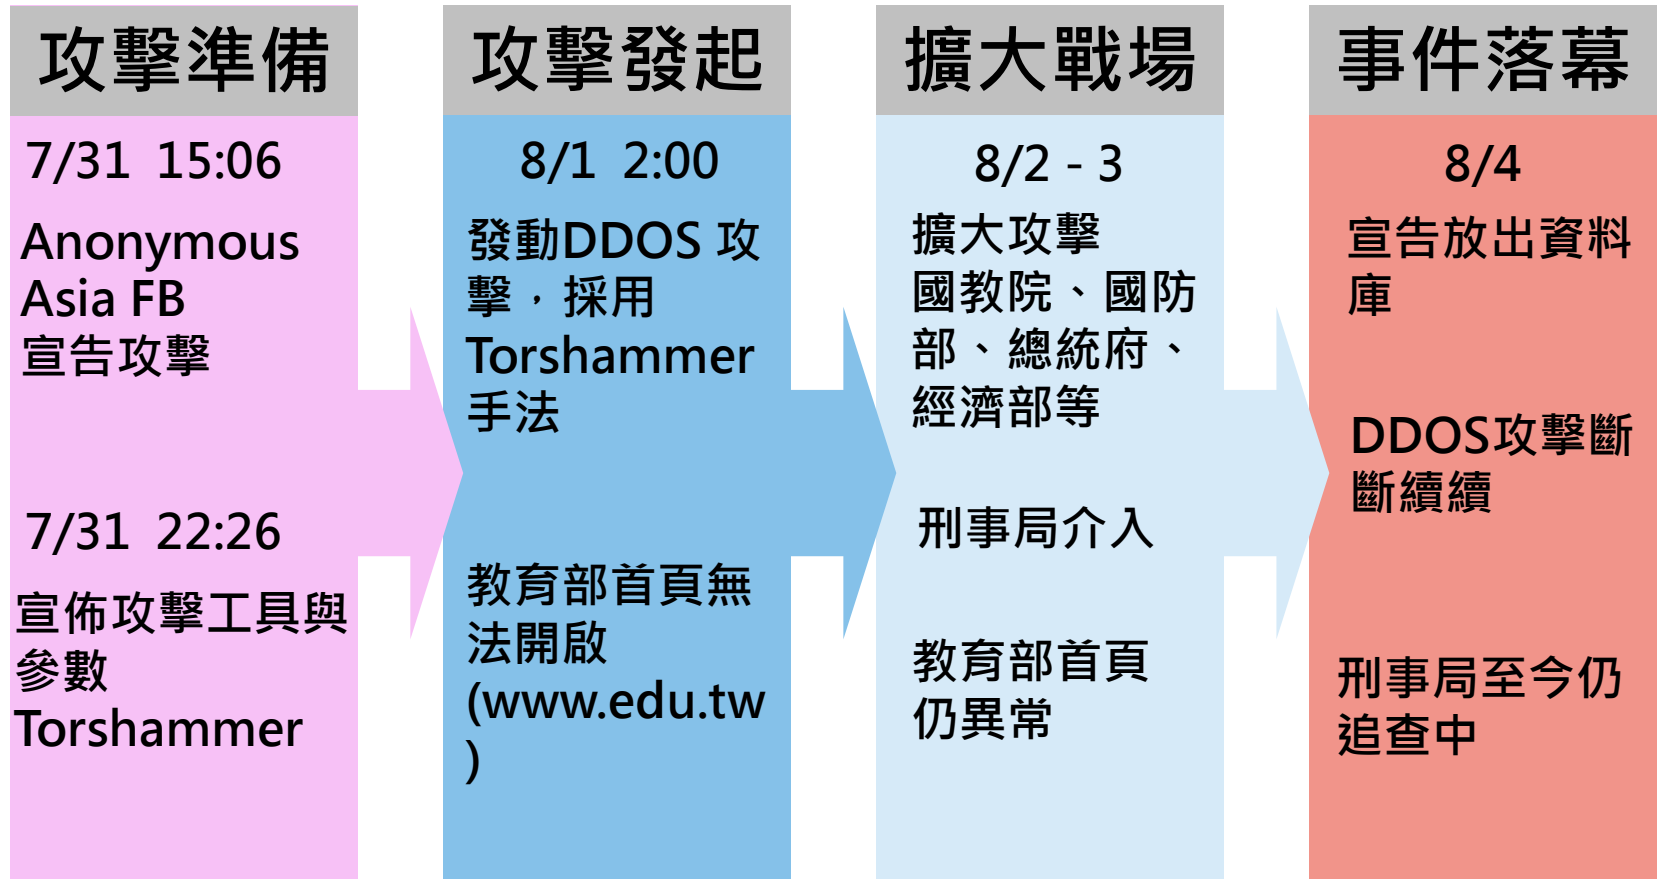 攻擊準備
7/31 15:06
Anonymous
Asia FB
宣告攻擊
7/31 22:26
宣佈攻擊工具與
參數
Torshammer
攻擊發起
8/1 2:00
發動DDOS 攻
擊，採用
Torshammer
手法
教育部首頁無
法開啟
(www.edu.tw
)
擴大戰場
8/2 - 3
擴大攻擊
國教院、國防
部、總統府、
經濟部等
刑事局介入
教育部首頁
仍異常
事件落幕
8/4
宣告放出資料
庫
DDOS攻擊斷
斷續續
刑事局至今仍
追查中